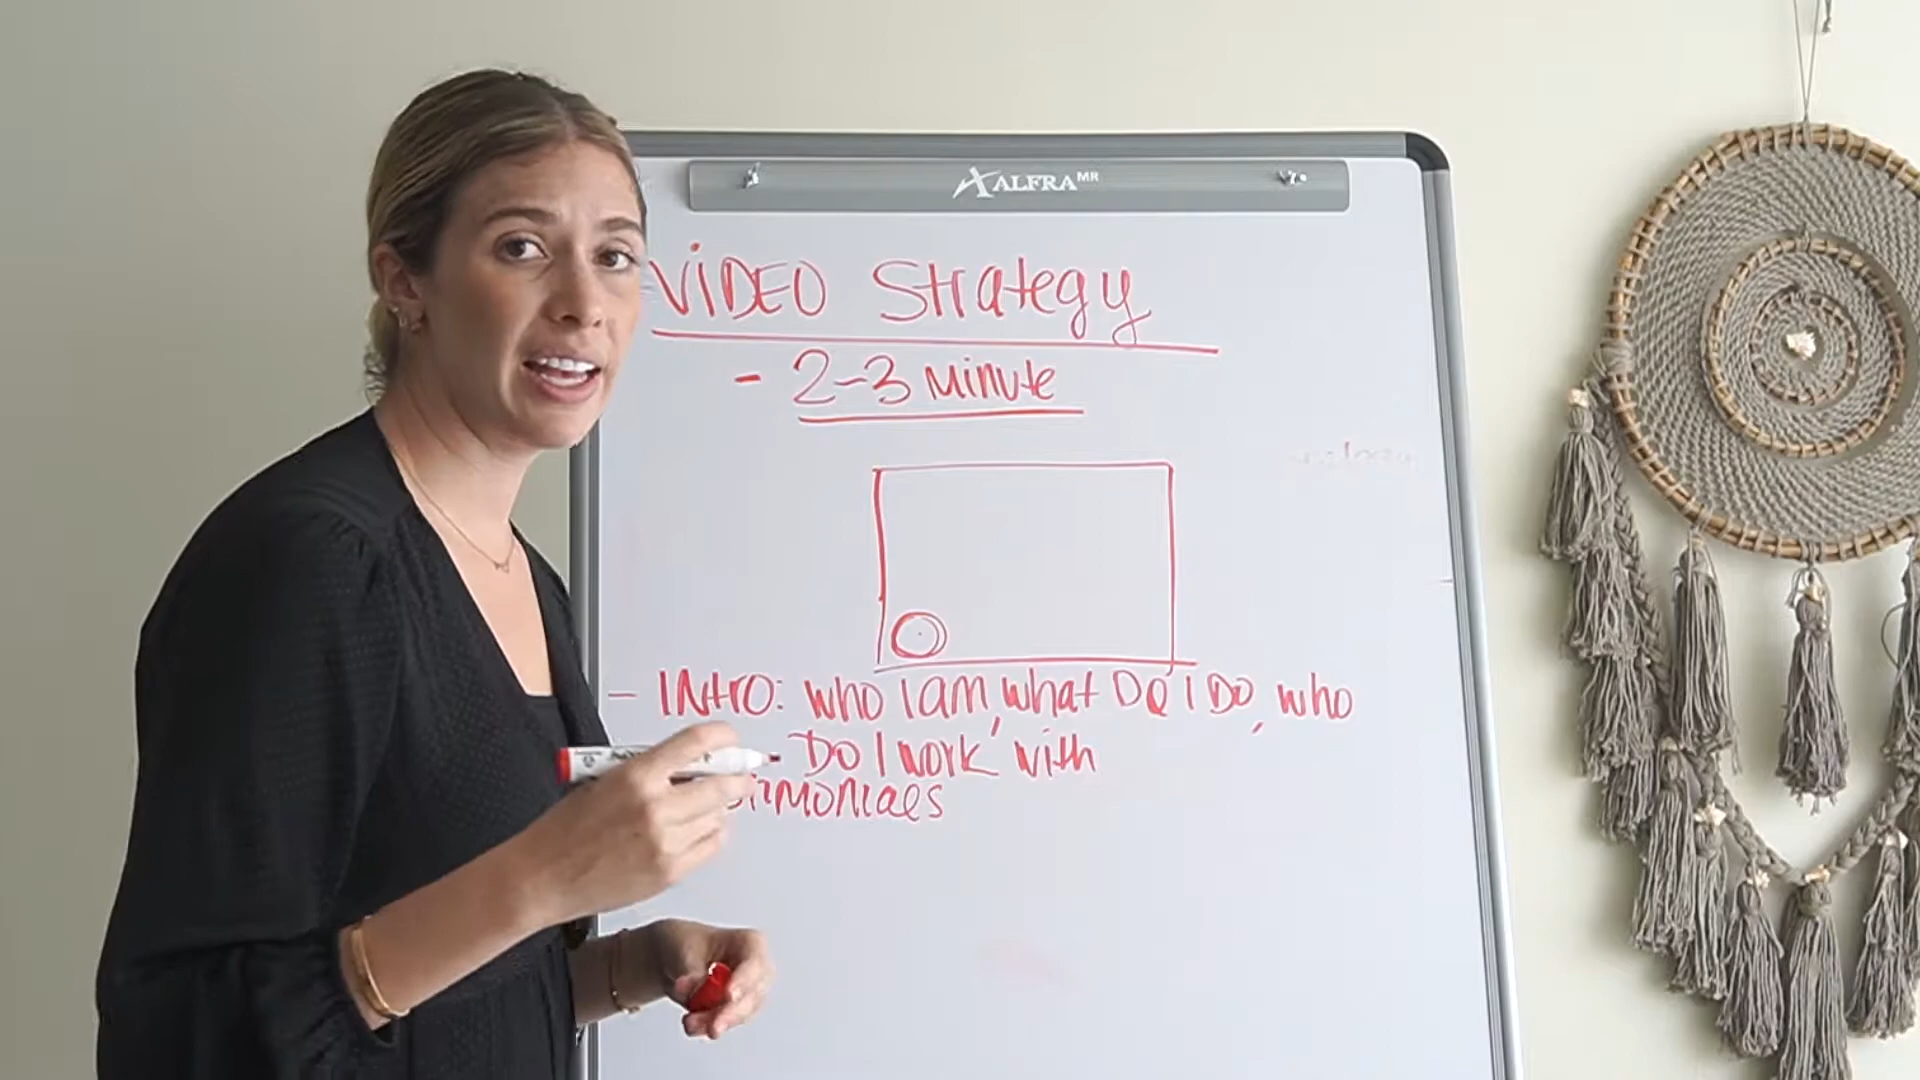 ALFRA MR
VIDEO Strategy
- 2-3 Minute
- Intro: who I am, what Do I Do, who
- Do I work with